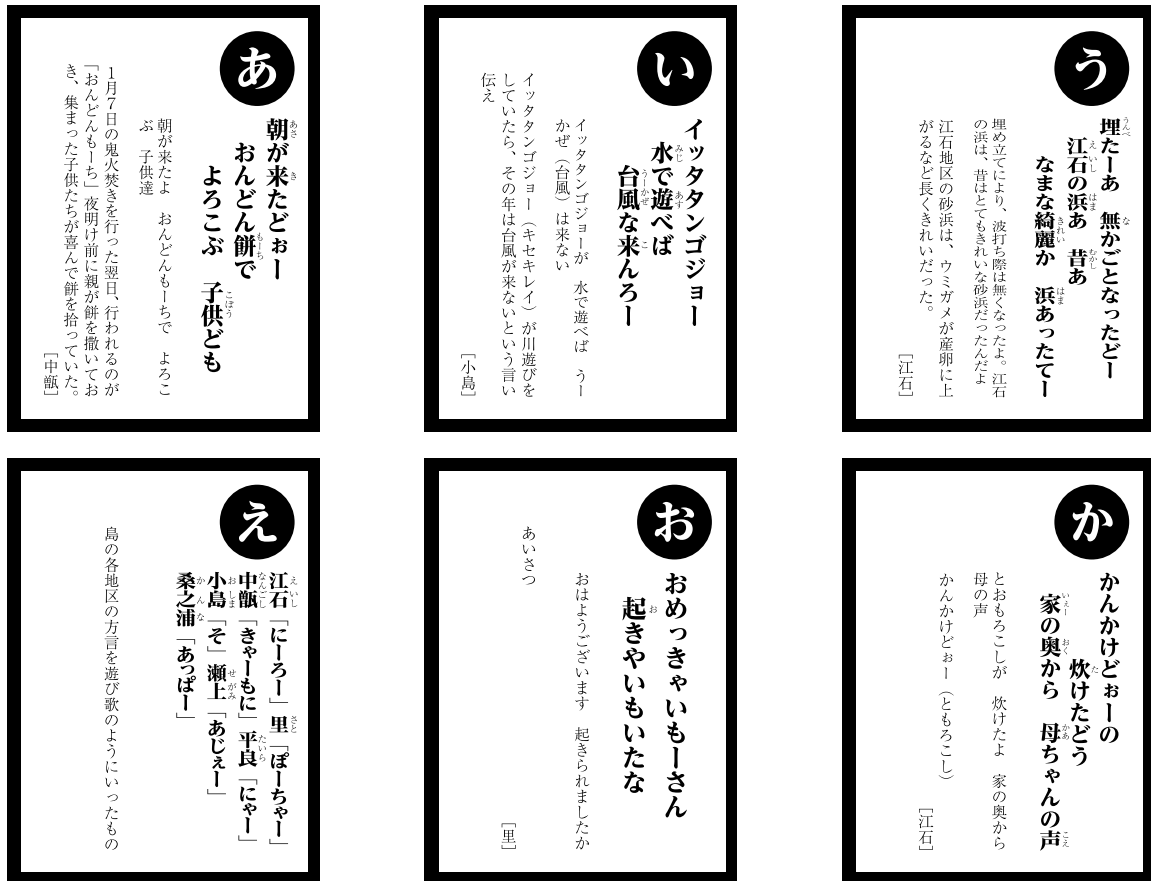 あ
朝が来たどぉー
おんどん餅で
よろこぶ　子供ども
朝が来たよ　おんどんもーちで　よろこ
ぶ　子供達
１月７日の鬼火焚きを行った翌日、行われるのが
「おんどんもーち」夜明け前に親が餅を撒いてお
き、集まった子供たちが喜んで餅を拾っていた。
［中甑］
い
イッタタンゴジョー
水で遊べば
台風な来んろー
イッタタンゴジョーが　水で遊べば　うー
かぜ（台風）は来ない
イッタタンゴジョー（キセキレイ）が川遊びを
していたら、その年は台風が来ないという言い
伝え
［小島］
う
埋たーあ　無かごとなったどー
江石の浜あ　昔あ
なまな綺麗か　浜あったてー
埋め立てにより、波打ち際は無くなったよ。江石
の浜は、昔はとてもきれいな砂浜だったんだよ
江石地区の砂浜は、ウミガメが産卵に上
がるなど長くきれいだった。
［江石］
え
江石「にーろー」里「ぽーちゃー」
中甑「きゃーもに」平良「にゃー」
小島「そ」瀬上「あじぇー」
桑之浦「あっぱー」
島の各地区の方言を遊び歌のようにいったもの
お
おめっきゃいもーさん
起きやいもいたな
おはようございます　起きられましたか
あいさつ
［里］
か
かんかけどぉーの
炊けたどう
家の奥から　母ちゃんの声
とおもろこしが　炊けたよ　家の奥から
母の声
かんかけどぉー（ともろこし）
［江石］